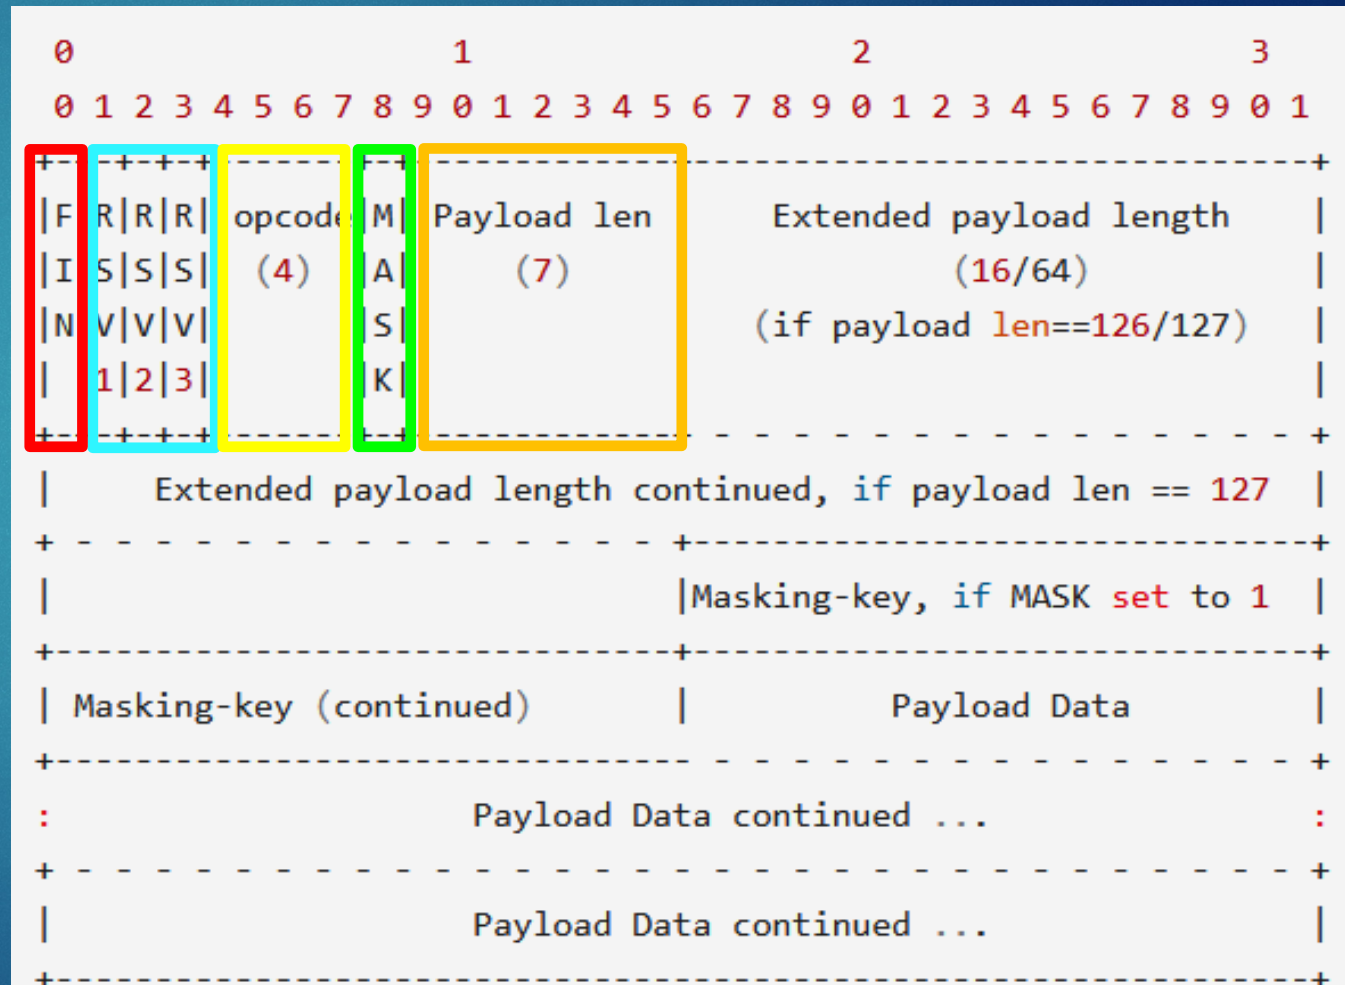 0 1 2 3
0 1 2 3 4 5 6 7 8 9 0 1 2 3 4 5 6 7 8 9 0 1 2 3 4 5 6 7 8 9 0 1
+-+-+-+-+-------+-+-------------+-------------------------------+
|F|R|R|R| opcode|M| Payload len | Extended payload length |
|I|S|S|S| (4) |A| (7) | (16/64) |
|N|V|V|V| |S| | (if payload len==126/127) |
| |1|2|3| |K| | |
+-+-+-+-+-------+-+-------------+ - - - - - - - - - - - - - - - +
| Extended payload length continued, if payload len == 127 |
+ - - - - - - - - - - - - - - - +-------------------------------+
| |Masking-key, if MASK set to 1 |
+-------------------------------+-------------------------------+
| Masking-key (continued) | Payload Data |
+-------------------------------- - - - - - - - - - - - - - - - +
: Payload Data continued ... :
+ - - - - - - - - - - - - - - - - - - - - - - - - - - - - - - - +
| Payload Data continued ... |
+---------------------------------------------------------------+